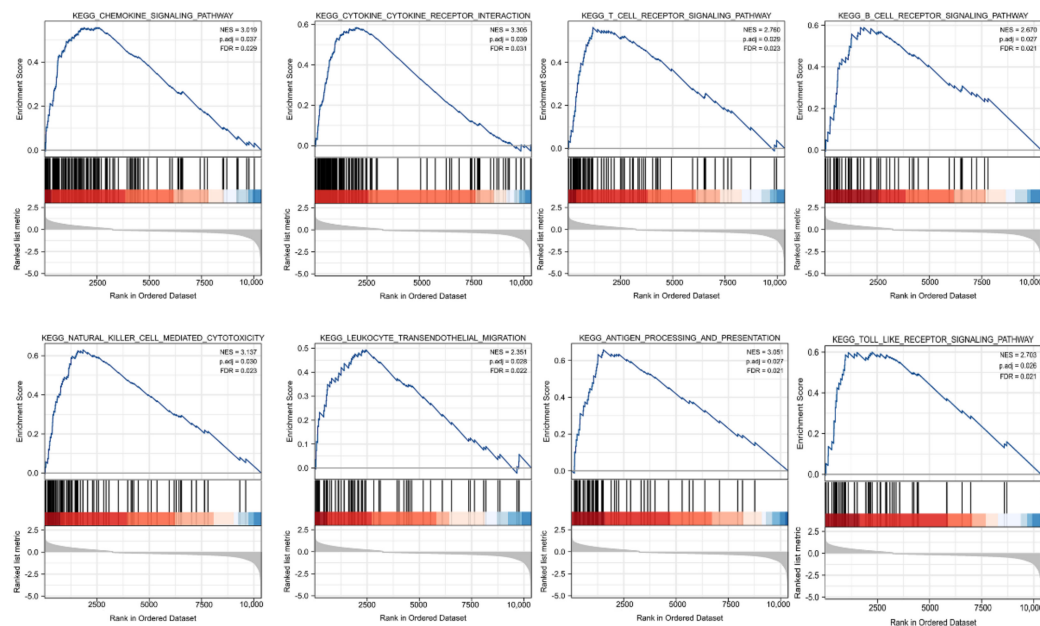 KEGG_CHEMOKINE_SIGNALING_PATHWAY
NES = 3.019
p.adj = 0.037
FDR = 0.029
Enrichment Score
0.4
0.2
0.0
Ranked list metric
2.5
0.0
-2.5
-5.0
2500
5000
7500
10,000
Rank in Ordered Dataset
KEGG_CYTOKINE_CYTOKINE_RECEPTOR_INTERACTION
NES = 3.305
p.adj = 0.039
FDR = 0.031
Enrichment Score
0.6
0.4
0.2
0.0
Ranked list metric
2.5
0.0
-2.5
-5.0
2500
5000
7500
10,000
Rank in Ordered Dataset
KEGG_T_CELL_RECEPTOR_SIGNALING_PATHWAY
NES = 2.760
p.adj = 0.029
FDR = 0.023
Enrichment Score
0.4
0.2
0.0
Ranked list metric
2.5
0.0
-2.5
-5.0
2500
5000
7500
10,000
Rank in Ordered Dataset
KEGG_B_CELL_RECEPTOR_SIGNALING_PATHWAY
NES = 2.670
p.adj = 0.027
FDR = 0.021
Enrichment Score
0.6
0.4
0.2
0.0
Ranked list metric
2.5
0.0
-2.5
-5.0
2500
5000
7500
10,000
Rank in Ordered Dataset
KEGG_NATURAL_KILLER_CELL_MEDIATED_CYTOTOXICITY
NES = 3.137
p.adj = 0.030
FDR = 0.023
Enrichment Score
0.6
0.4
0.2
0.0
Ranked list metric
2.5
0.0
-2.5
-5.0
2500
5000
7500
10,000
Rank in Ordered Dataset
KEGG_LEUKOCYTE_TRANSENDOTHELIAL_MIGRATION
NES = 2.351
p.adj = 0.028
FDR = 0.022
Enrichment Score
0.5
0.4
0.3
0.2
0.1
0.0
Ranked list metric
2.5
0.0
-2.5
-5.0
2500
5000
7500
10,000
Rank in Ordered Dataset
KEGG_ANTIGEN_PROCESSING_AND_PRESENTATION
NES = 3.051
p.adj = 0.027
FDR = 0.021
Enrichment Score
0.6
0.4
0.2
0.0
Ranked list metric
2.5
0.0
-2.5
-5.0
2500
5000
7500
10,000
Rank in Ordered Dataset
KEGG_TOLL_LIKE_RECEPTOR_SIGNALING_PATHWAY
NES = 2.703
p.adj = 0.026
FDR = 0.021
Enrichment Score
0.6
0.4
0.2
0.0
Ranked list metric
2.5
0.0
-2.5
-5.0
2500
5000
7500
10,000
Rank in Ordered Dataset